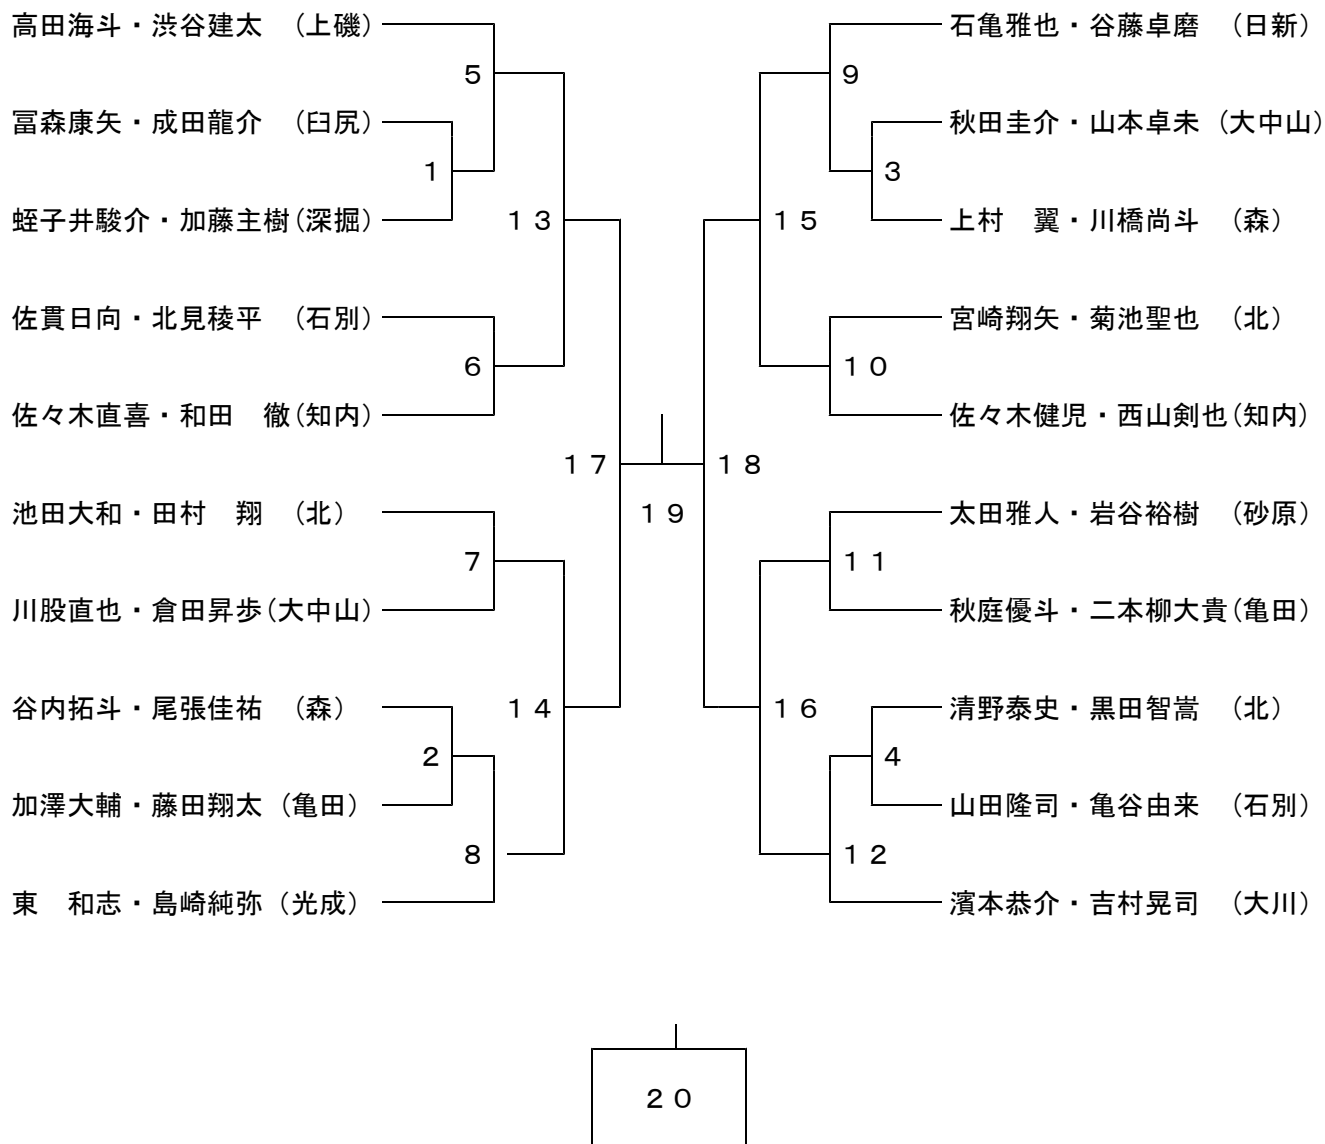 高田海斗・渋谷建太　（上磯）
5
冨森康矢・成田龍介　（臼尻）
1
蛭子井駿介・加藤主樹（深掘）
１３
佐貫日向・北見稜平　（石別）
6
佐々木直喜・和田　徹（知内）
１７
池田大和・田村　翔　（北）
7
川股直也・倉田昇歩（大中山）
谷内拓斗・尾張佳祐　（森）
１４
2
加澤大輔・藤田翔太　（亀田）
8
東　和志・島崎純弥　（光成）
石亀雅也・谷藤卓磨　（日新）
9
秋田圭介・山本卓未　（大中山）
3
上村　翼・川橋尚斗　（森）
１５
宮崎翔矢・菊池聖也　（北）
１０
佐々木健児・西山剣也（知内）
１８
１９
太田雅人・岩谷裕樹　（砂原）
１１
秋庭優斗・二本柳大貴（亀田）
清野泰史・黒田智嵩　（北）
１６
4
山田隆司・亀谷由来　（石別）
１２
濱本恭介・吉村晃司　（大川）
２０